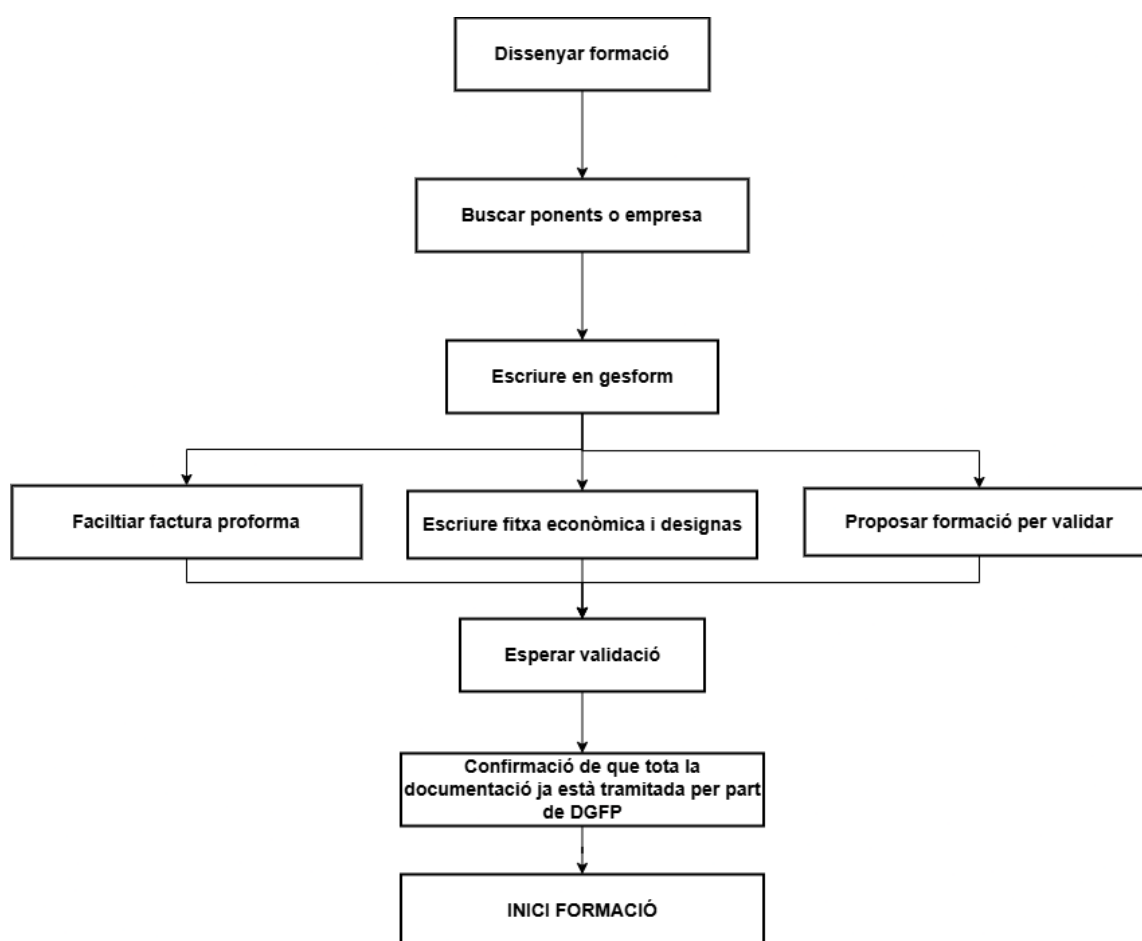 Dissenyar formació
Buscar ponents o empresa
Escriure en gesform
Faciltiar factura proforma
Escriure fitxa econòmica i designas
Proposar formació per validar
Esperar validació
Confirmació de que tota la
documentació ja està tramitada per part
de DGFP
INICI FORMACIÓ